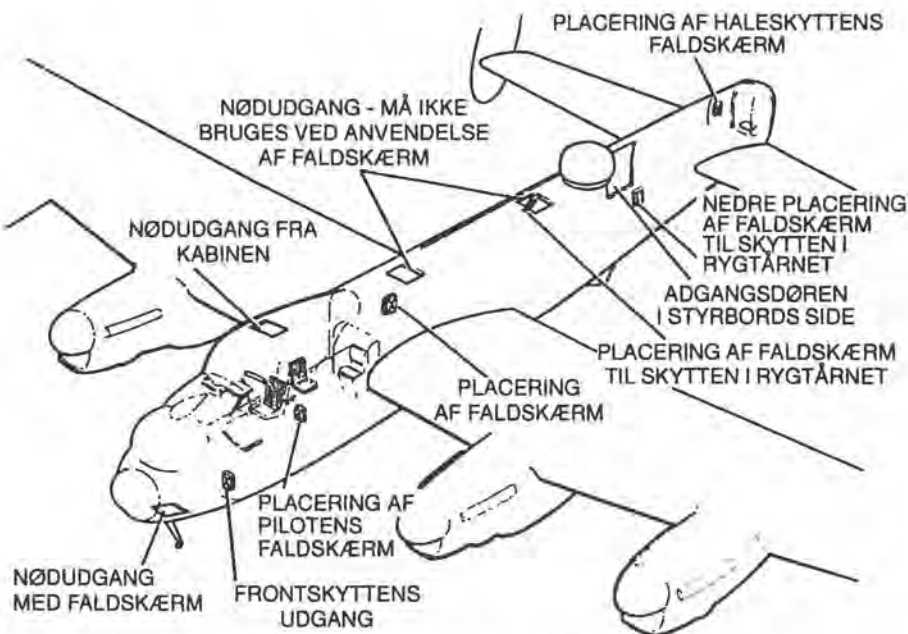 PLACERING AF HALESKYTTENS
FALDSKÆRM
NØDUDGANG - MÅ IKKE
BRUGES VED ANVENDELSE
AF FALDSKÆRM
NØDUDGANG FRA
KABINEN
NEDRE PLACERING
AF FALDSKÆRM
TIL SKYTTEN I
RYGTÅRNET
ADGANGSDØREN
I STYRBORDS SIDE
PLACERING AF FALDSKÆRM
TIL SKYTTEN I RYGTÅRNET
PLACERING
AF FALDSKÆRM
PLACERING AF
PILOTENS
FALDSKÆRM
NØDUDGANG
MED FALDSKÆRM
FRONTSKYTTENS
UDGANG